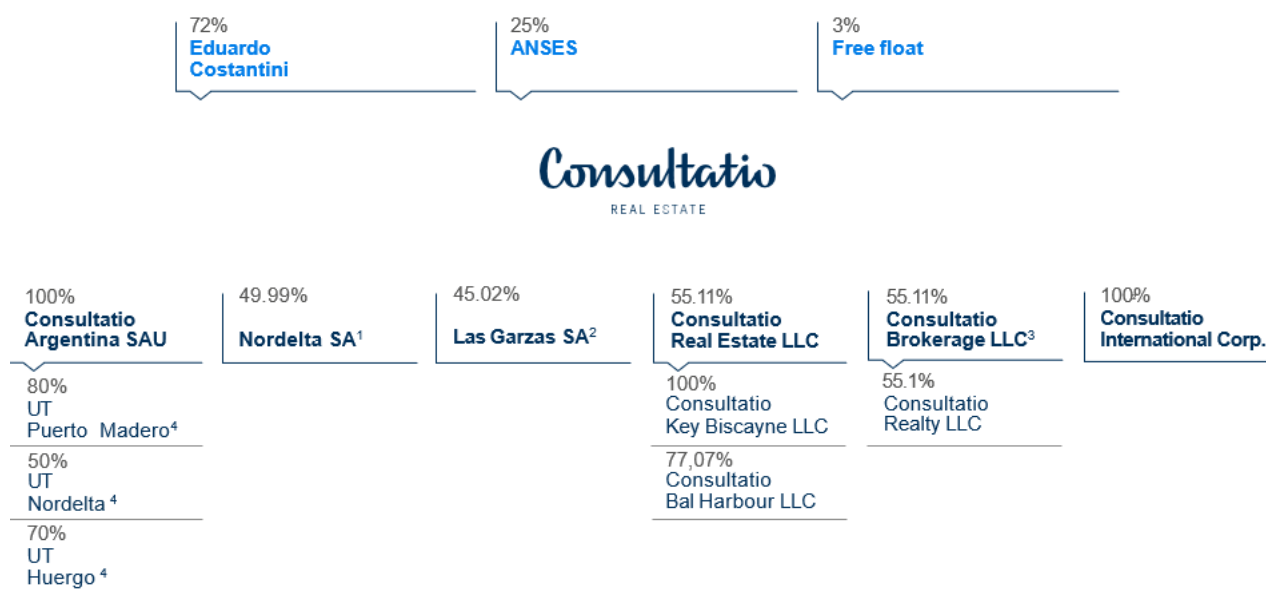 72%
Eduardo
Costantini
25%
ANSES
3%
Free float
Consultatio
REAL ESTATE
100%
Consultatio
Argentina SAU
49.99%
Nordelta SA¹
45.02%
Las Garzas SA²
55.11%
Consultatio
Real Estate LLC
55.11%
Consultatio
Brokerage LLC³
100%
Consultatio
International Corp.
80%
UT
Puerto Madero⁴
50%
UT
Nordelta ⁴
70%
UT
Huergo ⁴
100%
Consultatio
Key Biscayne LLC
77,07%
Consultatio
Bal Harbour LLC
55.1%
Consultatio
Realty LLC